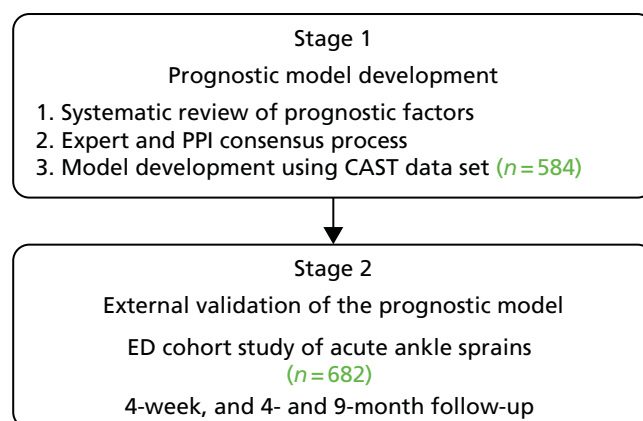 Stage 1
Prognostic model development
1. Systematic review of prognostic factors
2. Expert and PPI consensus process
3. Model development using CAST data set (n = 584)
Stage 2
External validation of the prognostic model
ED cohort study of acute ankle sprains
(n = 682)
4-week, and 4- and 9-month follow-up